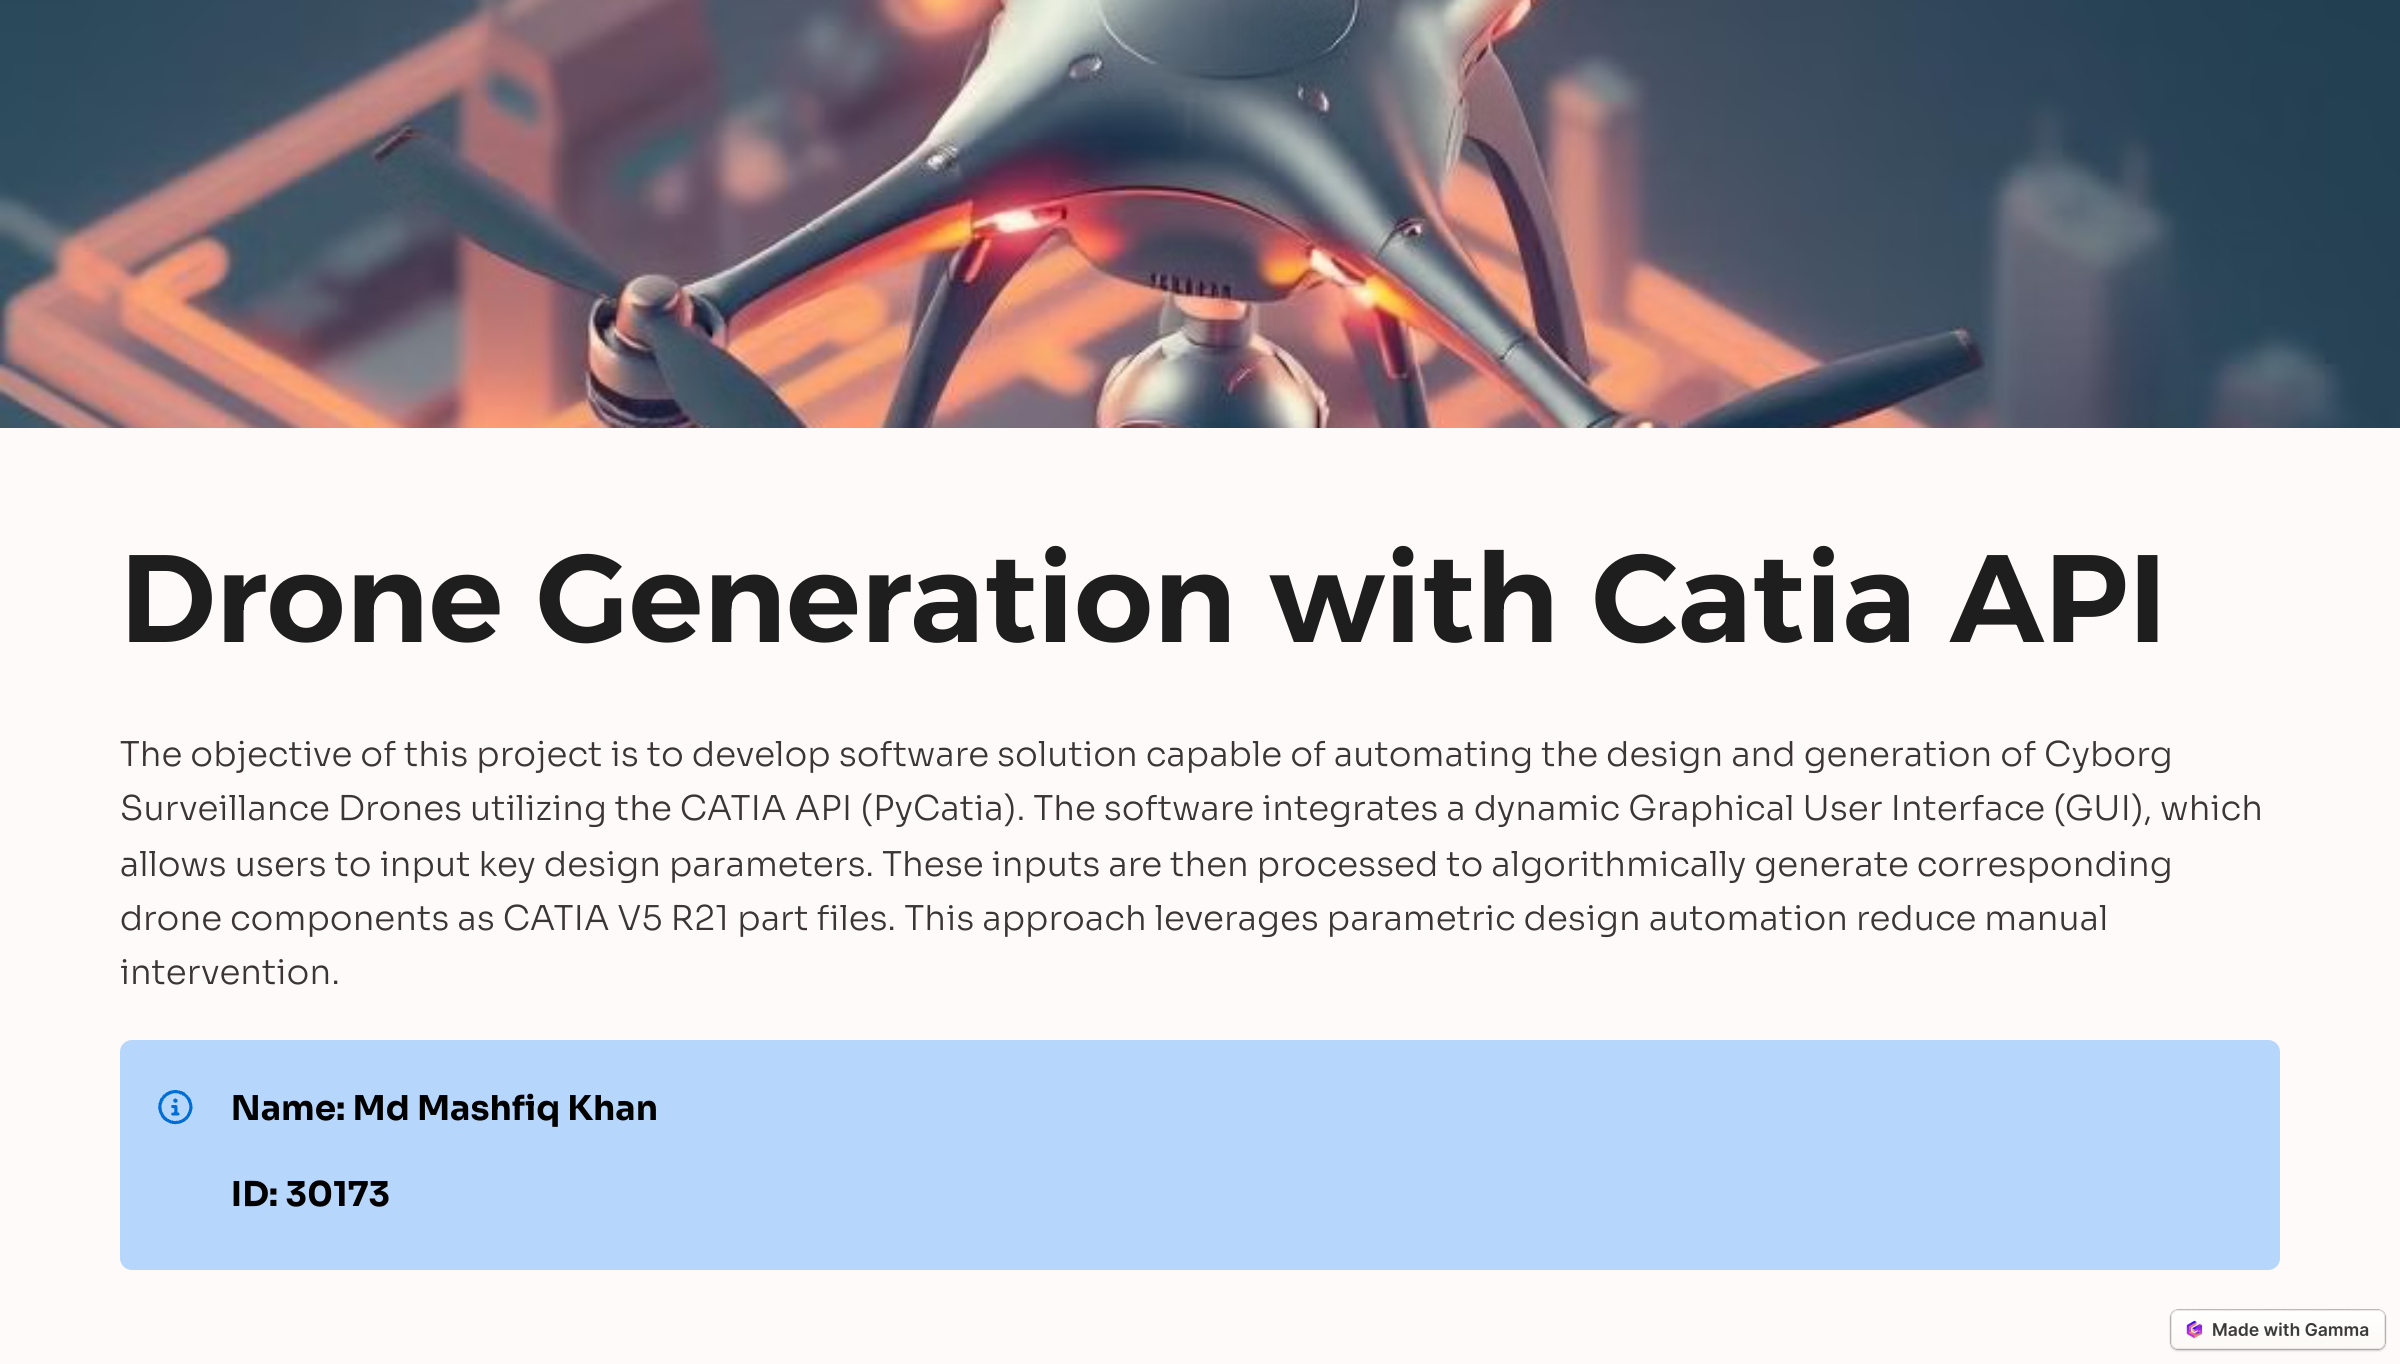 Drone Generation with Catia API
The objective of this project is to develop software solution capable of automating the design and generation of Cyborg
Surveillance Drones utilizing the CATIA API (PyCatia). The software integrates a dynamic Graphical User Interface (GUI), which
allows users to input key design parameters. These inputs are then processed to algorithmically generate corresponding
drone components as CATIA V5 R21 part files. This approach leverages parametric design automation reduce manual
intervention.
Name: Md Mashfiq Khan
ID: 30173
Made with Gamma